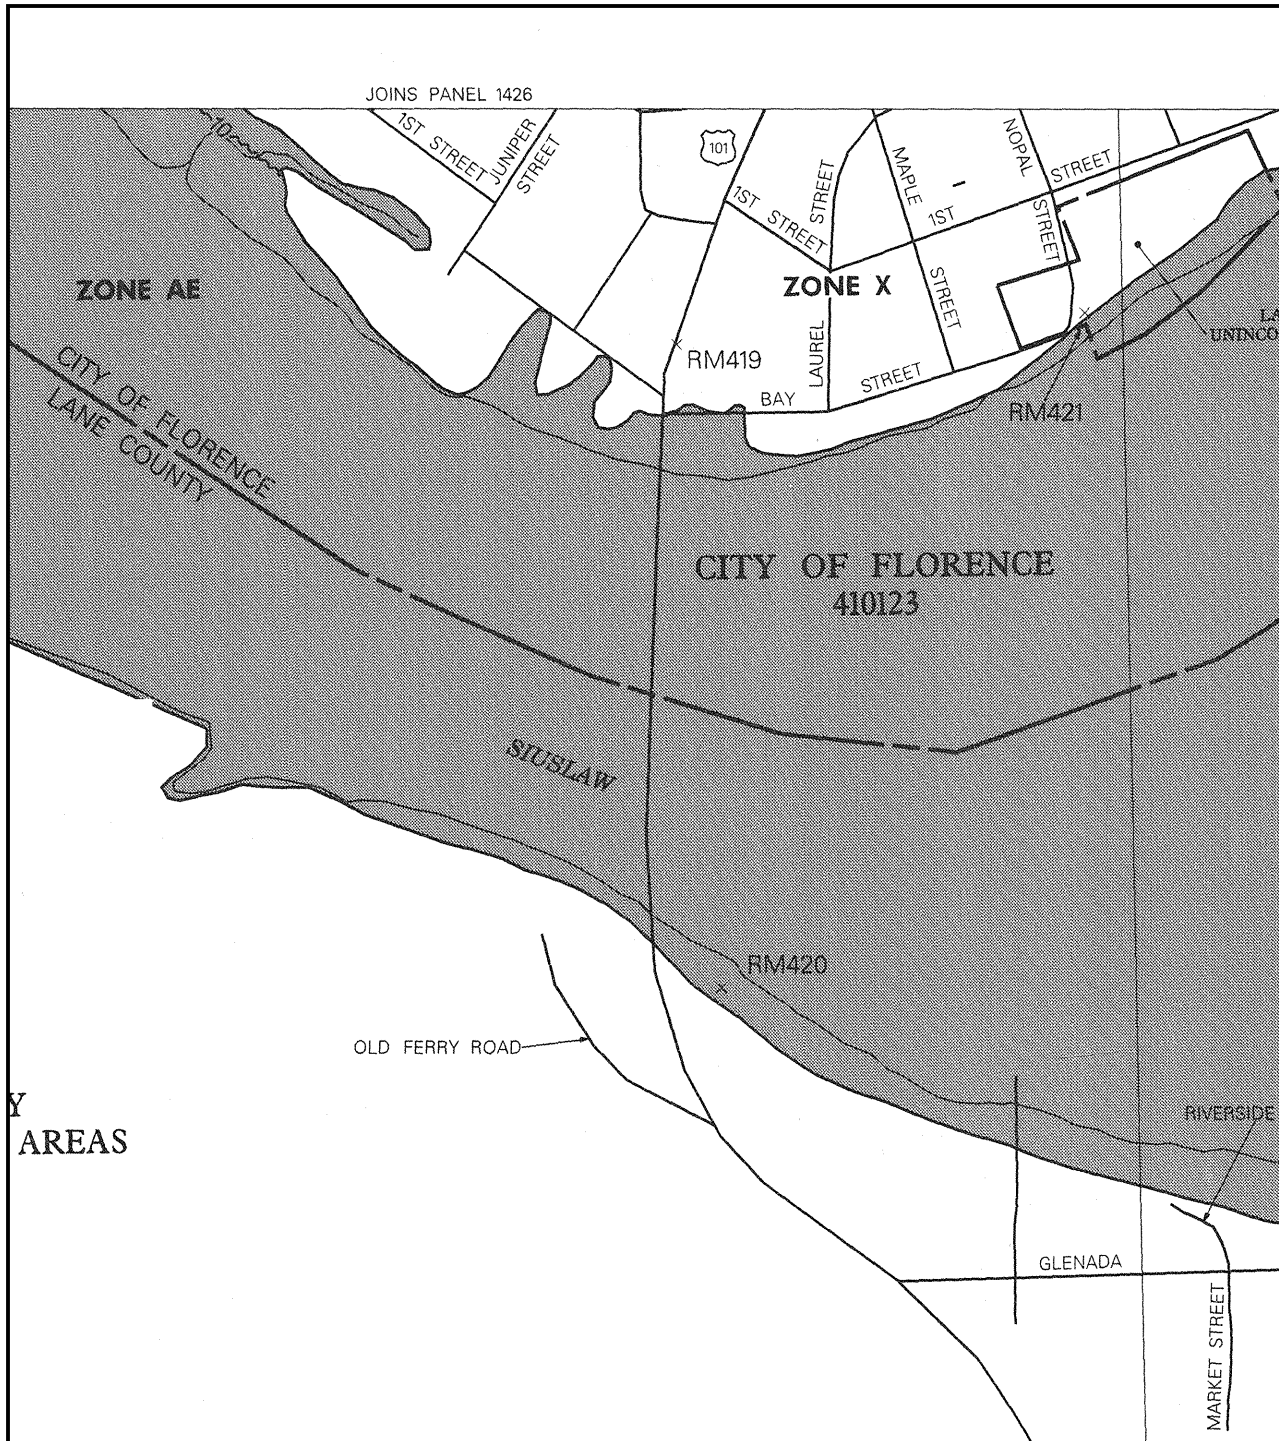 JOINS PANEL 1426
1ST STREET
JUNIPER
STREET
101
1ST STREET
STREET
MAPLE
STREET
NOPAL
STREET
1ST
STREET
10
ZONE AE
ZONE X
LA
UNINCO
RM419
LAUREL
BAY
STREET
RM421
CITY OF FLORENCE
LANE COUNTY
CITY OF FLORENCE
410123
SIUSLAW
RM420
OLD FERRY ROAD
Y
AREAS
RIVERSIDE
GLENADA
MARKET STREET